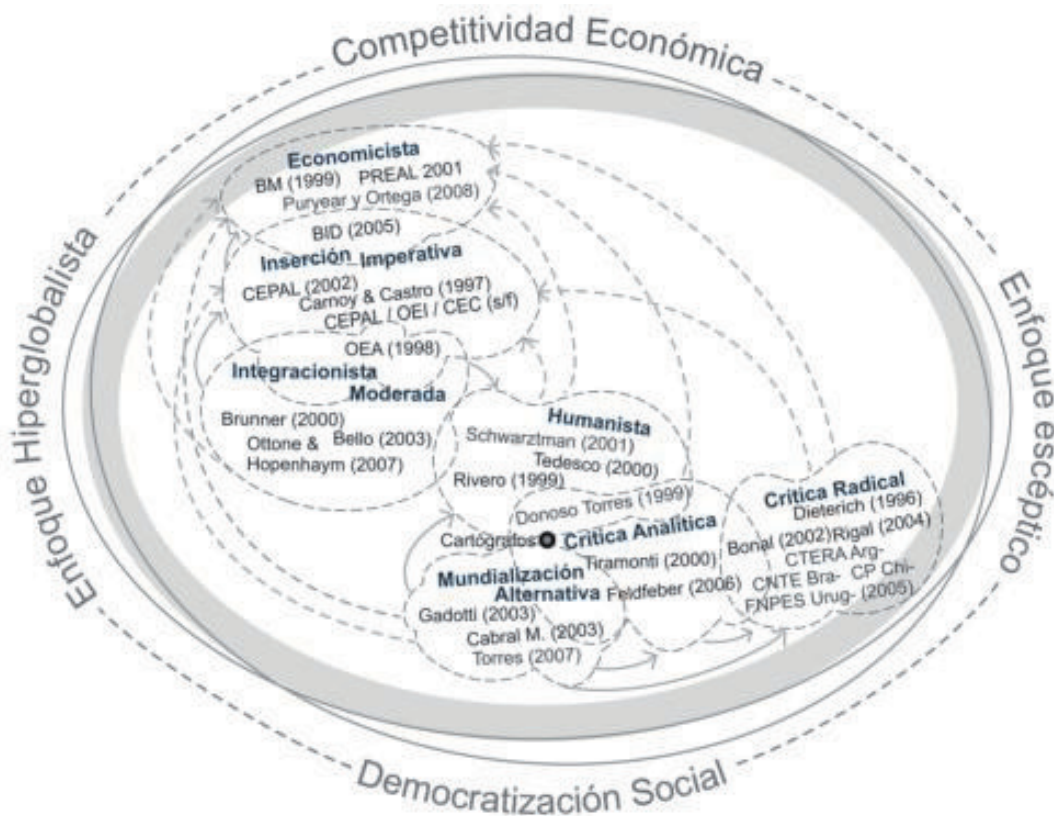 Competitividad Económica
Enfoque Hiperglobalista
Enfoque escéptico
Economicista
BM (1999) PREAL 2001
Puryear y Ortega (2008)
BID (2005)
Inserción Imperativa
CEPAL (2002)
Carnoy & Castro (1997)
CEPAL / OEI / CEC (s/f)
OEA (1998)
Integracionista
Moderada
Brunner (2000)
Ottone & Bello (2003)
Hopenhaym (2007)
Humanista
Schwarztman (2001)
Tedesco (2000)
Rivero (1999)
Donoso Torres (1999)
Cartógrafos
Crítica Analítica
Tiramonti (2000)
Feldfeber (2006)
Mundialización
Alternativa
Gadotti (2003)
Cabral M. (2003)
Torres (2007)
Crítica Radical
Dieterich (1996)
Bonal (2002) Rigal (2004)
CTERA Arg-
CNTE Bra- CP Chi-
FNPES Urug- (2005)
Democratización Social